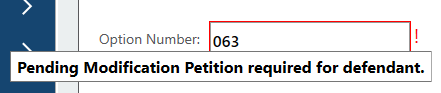 Option Number: 063 !
Pending Modification Petition required for defendant.